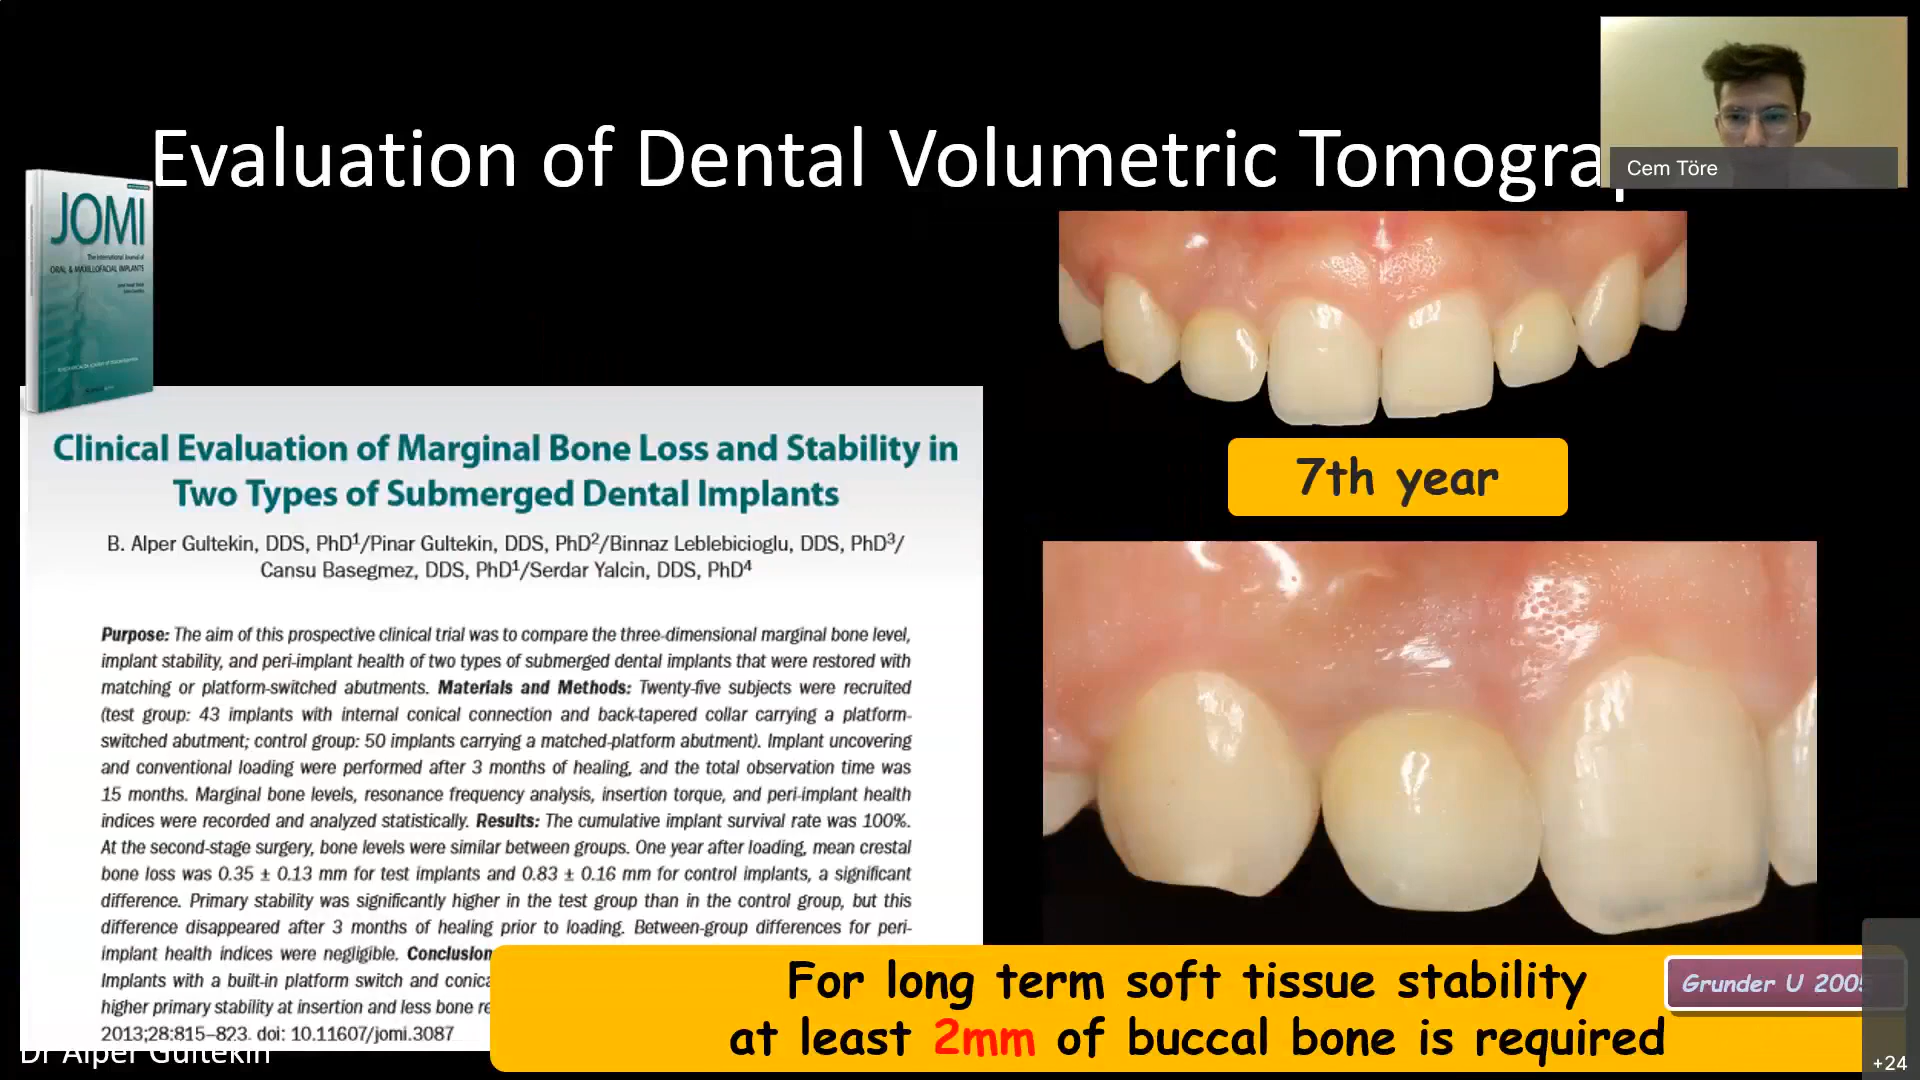 Evaluation of Dental Volumetric Tomogra
Cem Töre
JOMI
The International Journal of
ORAL & MAXILLOFACIAL IMPLANTS
7th year
Clinical Evaluation of Marginal Bone Loss and Stability in
Two Types of Submerged Dental Implants
B. Alper Gultekin, DDS, PhD1/Pinar Gultekin, DDS, PhD2/Binnaz Leblebicioglu, DDS, PhD3/
Cansu Basegmez, DDS, PhD1/Serdar Yalcin, DDS, PhD4
Purpose: The aim of this prospective clinical trial was to compare the three-dimensional marginal bone level,
implant stability, and peri-implant health of two types of submerged dental implants that were restored with
matching or platform-switched abutments. Materials and Methods: Twenty-five subjects were recruited
(test group: 43 implants with internal conical connection and back-tapered collar carrying a platform-
switched abutment; control group: 50 implants carrying a matched-platform abutment). Implant uncovering
and conventional loading were performed after 3 months of healing, and the total observation time was
15 months. Marginal bone levels, resonance frequency analysis, insertion torque, and peri-implant health
indices were recorded and analyzed statistically. Results: The cumulative implant survival rate was 100%.
At the second-stage surgery, bone levels were similar between groups. One year after loading, mean crestal
bone loss was 0.35 ± 0.13 mm for test implants and 0.83 ± 0.16 mm for control implants, a significant
difference. Primary stability was significantly higher in the test group than in the control group, but this
difference disappeared after 3 months of healing prior to loading. Between-group differences for peri-
implant health indices were negligible. Conclusion
Implants with a built-in platform switch and conica
higher primary stability at insertion and less bone re
2013;28:815–823. doi: 10.11607/jomi.3087
Dr Alper Gultekin
For long term soft tissue stability
at least 2mm of buccal bone is required
Grunder U 2005
+24